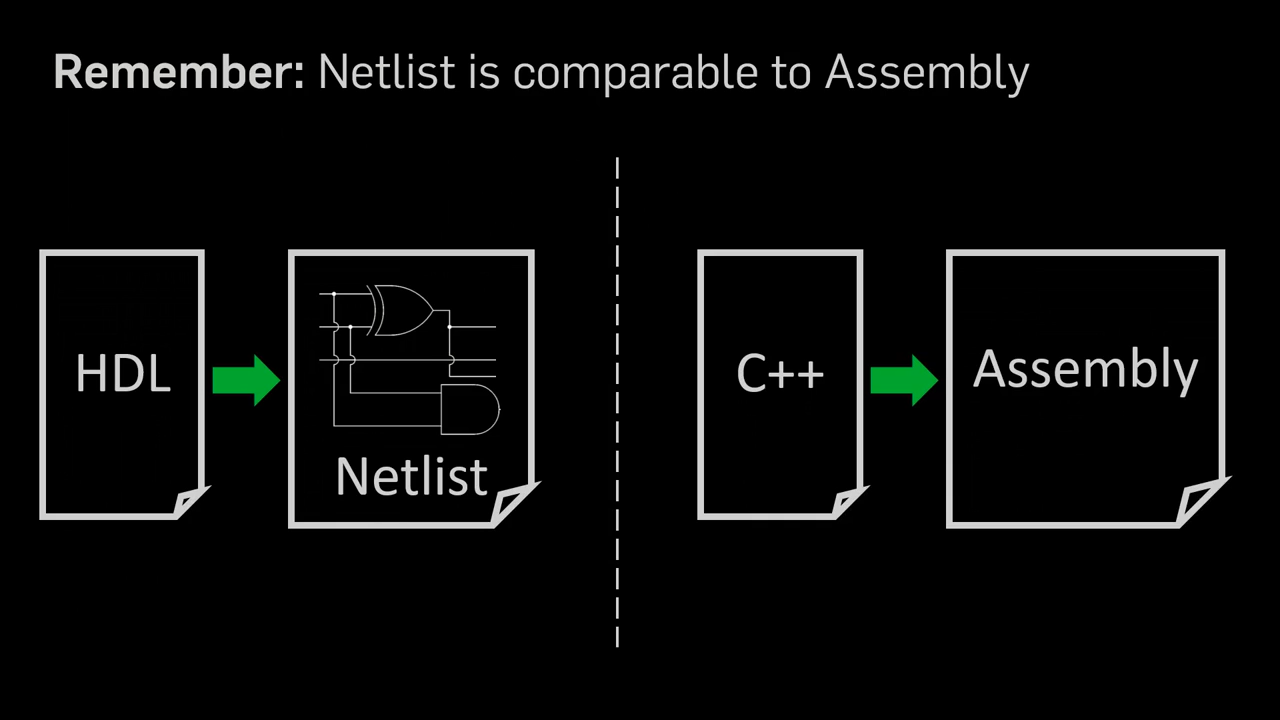 Remember: Netlist is comparable to Assembly
HDL
Netlist
C++
Assembly